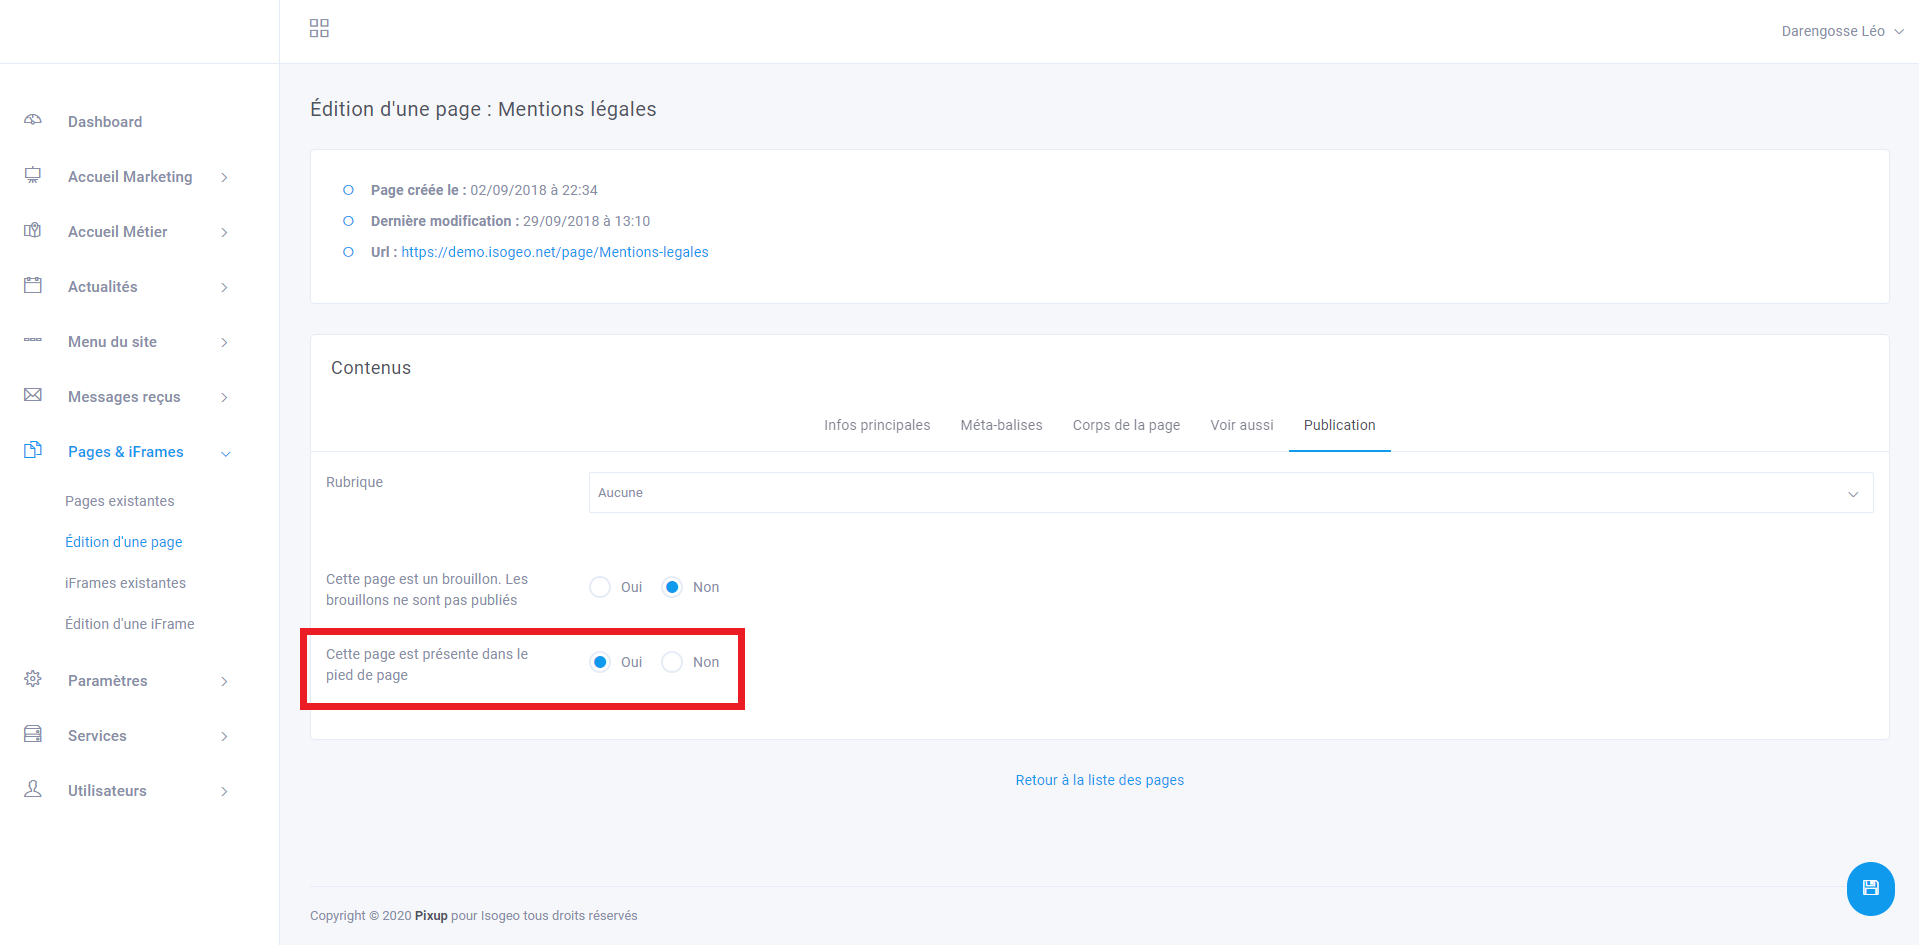 Darengosse Léo
Dashboard
Accueil Marketing
Accueil Métier
Actualités
Menu du site
Messages reçus
Pages & iFrames
Pages existantes
Édition d'une page
iFrames existantes
Édition d'une iFrame
Paramètres
Services
Utilisateurs
Édition d'une page : Mentions légales
Page créée le : 02/09/2018 à 22:34
Dernière modification : 29/09/2018 à 13:10
Url : https://demo.isogeo.net/page/Mentions-legales
Contenus
Infos principales Méta-balises Corps de la page Voir aussi Publication
Rubrique Aucune
Cette page est un brouillon. Les
brouillons ne sont pas publiés
Oui Non
Cette page est présente dans le
pied de page
Oui Non
Retour à la liste des pages
Copyright © 2020 Pixup pour Isogeo tous droits réservés